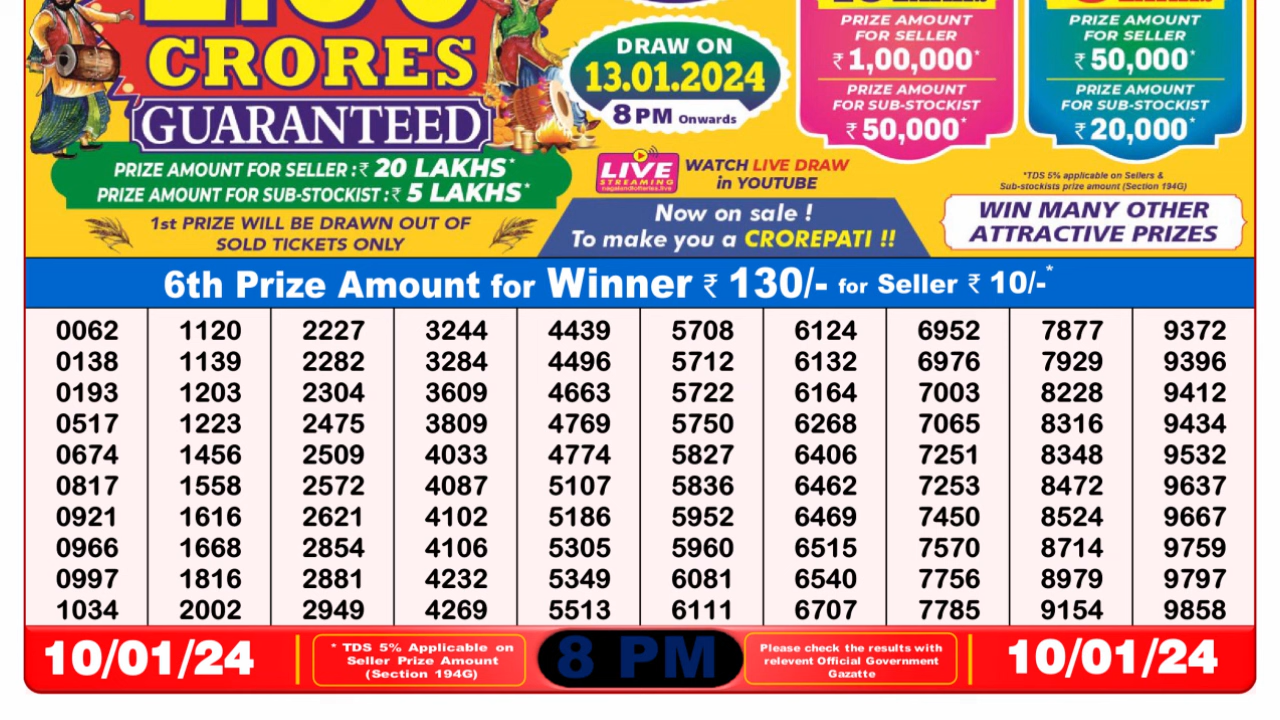 CRORES
GUARANTEED
PRIZE AMOUNT FOR SELLER :₹ 20 LAKHS*
PRIZE AMOUNT FOR SUB-STOCKIST :₹ 5 LAKHS*
1st PRIZE WILL BE DRAWN OUT OF
SOLD TICKETS ONLY
DRAW ON
13.01.2024
8 PM Onwards
LIVE
STREAMING
nagalandlotteries.live
WATCH LIVE DRAW
in YOUTUBE
Now on sale !
To make you a CROREPATI !!
PRIZE AMOUNT
FOR SELLER
₹ 1,00,000*
PRIZE AMOUNT
FOR SUB-STOCKIST
₹ 50,000*
PRIZE AMOUNT
FOR SELLER
₹ 50,000*
PRIZE AMOUNT
FOR SUB-STOCKIST
₹ 20,000*
*TDS 5% applicable on Sellers &
Sub-stockists prize amount (Section 194G)
WIN MANY OTHER
ATTRACTIVE PRIZES
6th Prize Amount for Winner ₹ 130/- for Seller ₹ 10/-*
0062 1120 2227 3244 4439 5708 6124 6952 7877 9372
0138 1139 2282 3284 4496 5712 6132 6976 7929 9396
0193 1203 2304 3609 4663 5722 6164 7003 8228 9412
0517 1223 2475 3809 4769 5750 6268 7065 8316 9434
0674 1456 2509 4033 4774 5827 6406 7251 8348 9532
0817 1558 2572 4087 5107 5836 6462 7253 8472 9637
0921 1616 2621 4102 5186 5952 6469 7450 8524 9667
0966 1668 2854 4106 5305 5960 6515 7570 8714 9759
0997 1816 2881 4232 5349 6081 6540 7756 8979 9797
1034 2002 2949 4269 5513 6111 6707 7785 9154 9858
10/01/24
* TDS 5% Applicable on
Seller Prize Amount
(Section 194G)
8 PM
Please check the results with
relevent Official Government
Gazatte
10/01/24